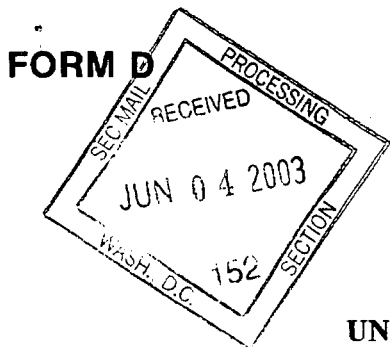 FORM D
SEC MAIL
PROCESSING
RECEIVED
JUN 04 2003
WASH., D.C.
152
SECTION
UN